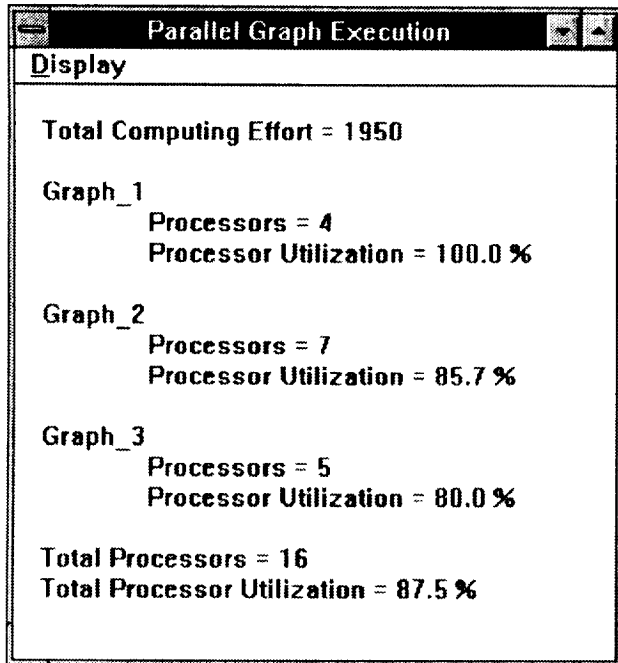 Parallel Graph Execution
Display
Total Computing Effort = 1950
Graph_1
Processors = 4
Processor Utilization = 100.0 %
Graph_2
Processors = 7
Processor Utilization = 85.7 %
Graph_3
Processors = 5
Processor Utilization = 80.0 %
Total Processors = 16
Total Processor Utilization = 87.5 %